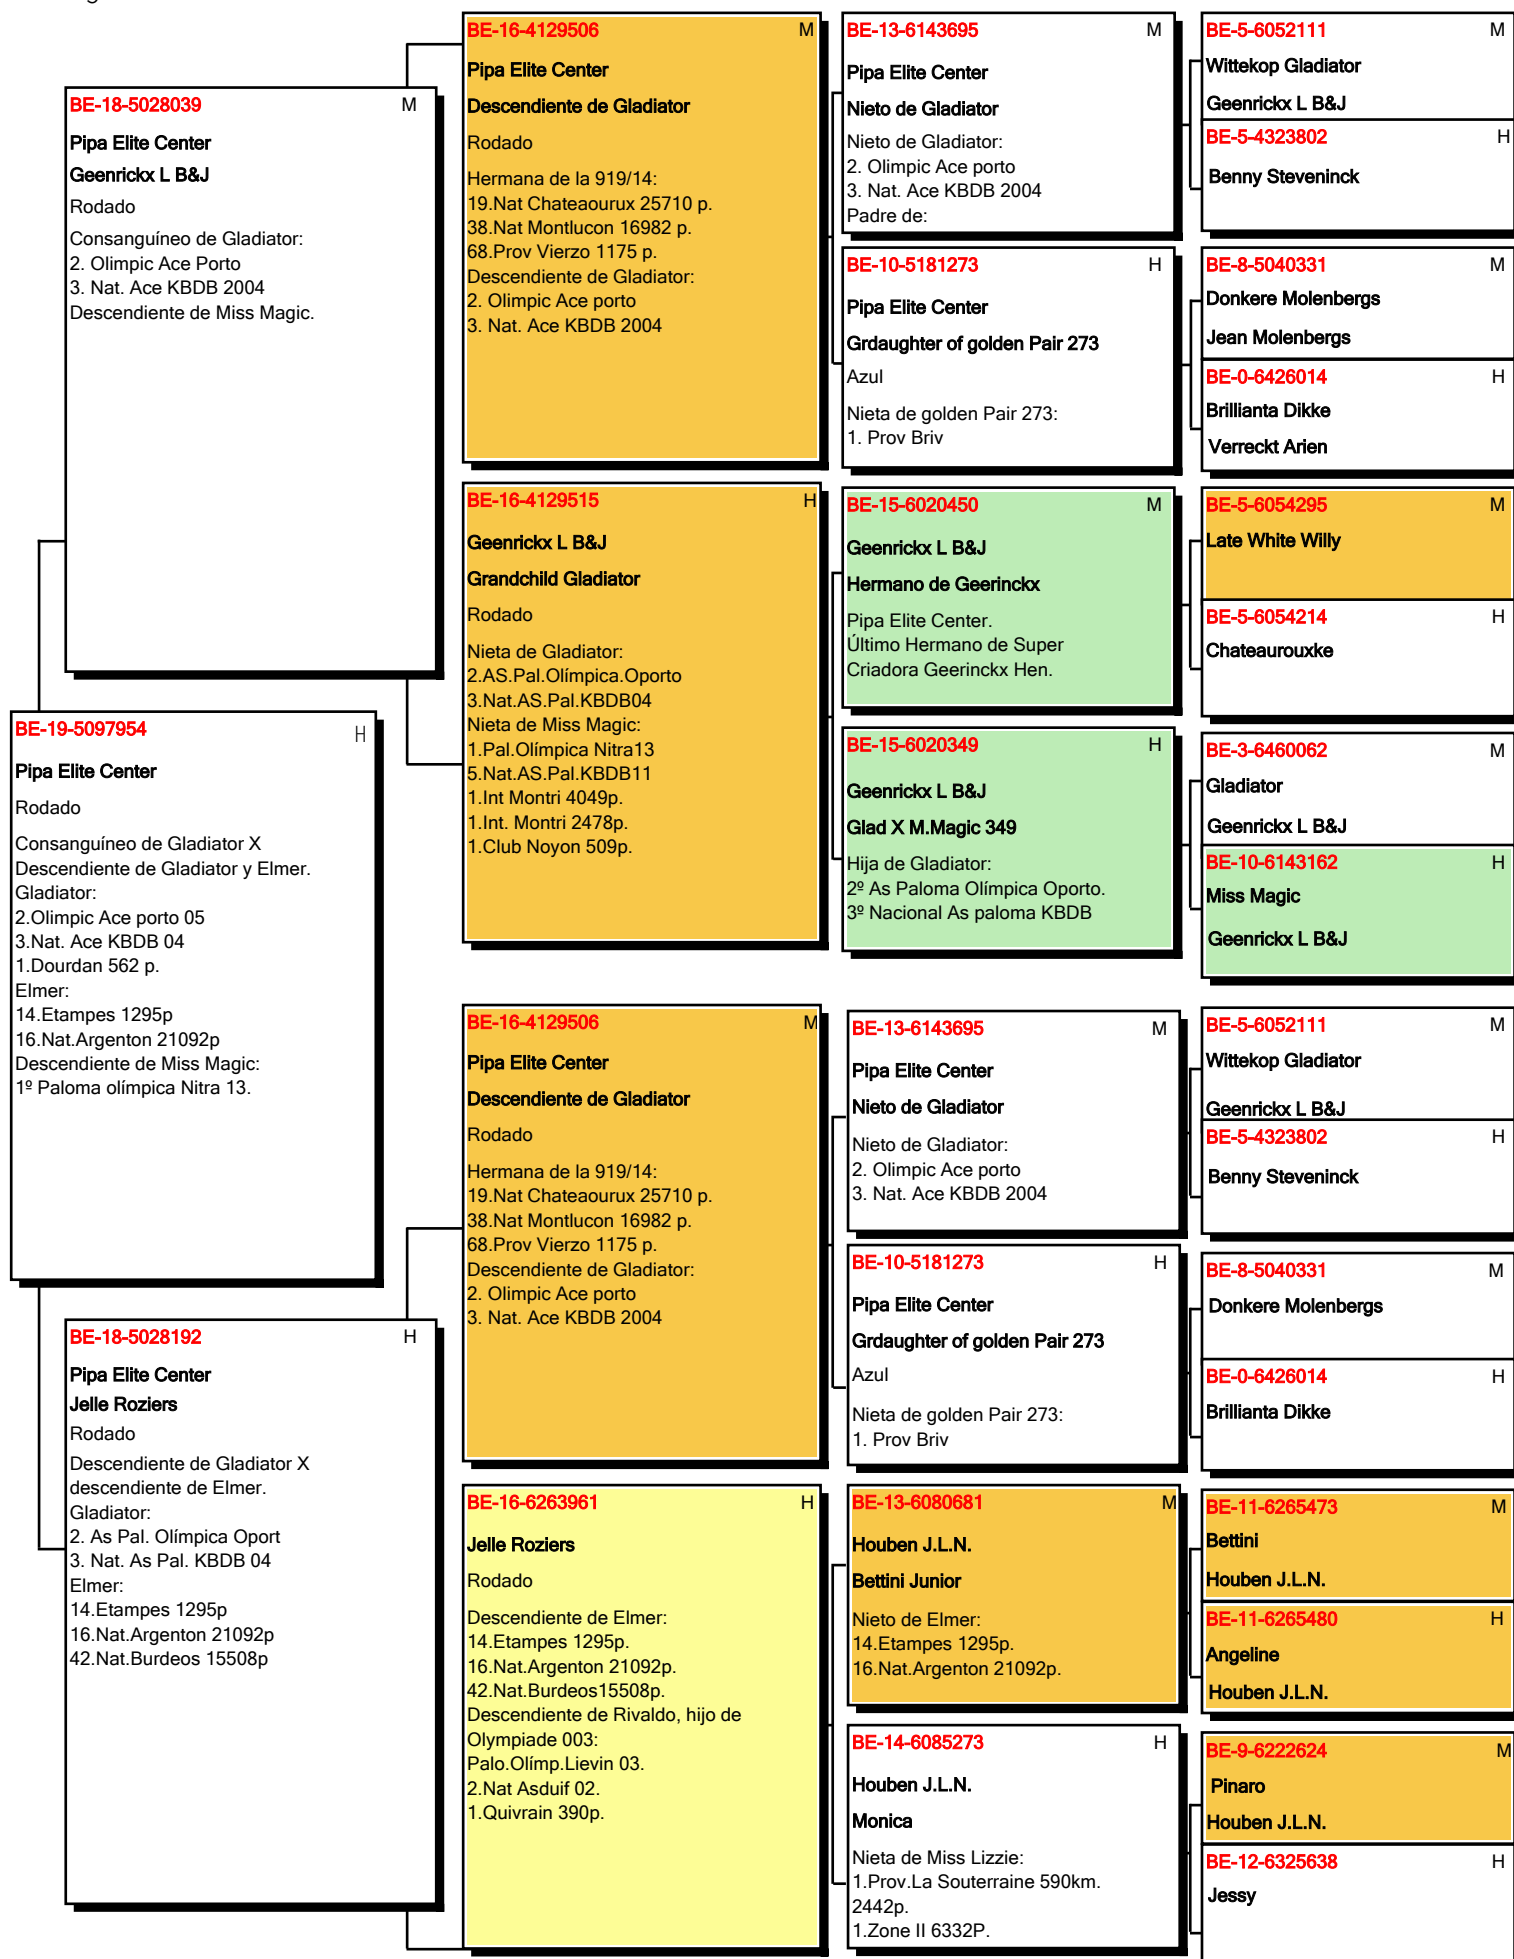 BE-19-5097954 H
Pipa Elite Center
Rodado
Consanguíneo de Gladiator X
Descendiente de Gladiator y Elmer.
Gladiator:
2.Olimpic Ace porto 05
3.Nat. Ace KBDB 04
1.Dourdan 562 p.
Elmer:
14.Etampes 1295p
16.Nat.Argenton 21092p
Descendiente de Miss Magic:
1º Paloma olímpica Nitra 13.
BE-18-5028039 M
Pipa Elite Center
Geenrickx L B&J
Rodado
Consanguíneo de Gladiator:
2. Olimpic Ace Porto
3. Nat. Ace KBDB 2004
Descendiente de Miss Magic.
BE-18-5028192 H
Pipa Elite Center
Jelle Roziers
Rodado
Descendiente de Gladiator X
descendiente de Elmer.
Gladiator:
2. As Pal. Olímpica Oport
3. Nat. As Pal. KBDB 04
Elmer:
14.Etampes 1295p
16.Nat.Argenton 21092p
42.Nat.Burdeos 15508p
BE-16-4129506 M
Pipa Elite Center
Descendiente de Gladiator
Rodado
Hermana de la 919/14:
19.Nat Chateaourux 25710 p.
38.Nat Montlucon 16982 p.
68.Prov Vierzo 1175 p.
Descendiente de Gladiator:
2. Olimpic Ace porto
3. Nat. Ace KBDB 2004
BE-16-4129515 H
Geenrickx L B&J
Grandchild Gladiator
Rodado
Nieta de Gladiator:
2.AS.Pal.Olímpica.Oporto
3.Nat.AS.Pal.KBDB04
Nieta de Miss Magic:
1.Pal.Olímpica Nitra13
5.Nat.AS.Pal.KBDB11
1.Int Montri 4049p.
1.Int. Montri 2478p.
1.Club Noyon 509p.
BE-16-4129506 M
Pipa Elite Center
Descendiente de Gladiator
Rodado
Hermana de la 919/14:
19.Nat Chateaourux 25710 p.
38.Nat Montlucon 16982 p.
68.Prov Vierzo 1175 p.
Descendiente de Gladiator:
2. Olimpic Ace porto
3. Nat. Ace KBDB 2004
BE-16-6263961 H
Jelle Roziers
Rodado
Descendiente de Elmer:
14.Etampes 1295p.
16.Nat.Argenton 21092p.
42.Nat.Burdeos15508p.
Descendiente de Rivaldo, hijo de
Olympiade 003:
Palo.Olímp.Lievin 03.
2.Nat Asduif 02.
1.Quivrain 390p.
BE-13-6143695 M
Pipa Elite Center
Nieto de Gladiator
Nieto de Gladiator:
2. Olimpic Ace porto
3. Nat. Ace KBDB 2004
Padre de:
BE-10-5181273 H
Pipa Elite Center
Grdaughter of golden Pair 273
Azul
Nieta de golden Pair 273:
1. Prov Briv
BE-15-6020450 M
Geenrickx L B&J
Hermano de Geerinckx
Pipa Elite Center.
Último Hermano de Super
Criadora Geerinckx Hen.
BE-15-6020349 H
Geenrickx L B&J
Glad X M.Magic 349
Hija de Gladiator:
2º As Paloma Olímpica Oporto.
3º Nacional As paloma KBDB
BE-13-6143695 M
Pipa Elite Center
Nieto de Gladiator
Nieto de Gladiator:
2. Olimpic Ace porto
3. Nat. Ace KBDB 2004
BE-10-5181273 H
Pipa Elite Center
Grdaughter of golden Pair 273
Azul
Nieta de golden Pair 273:
1. Prov Briv
BE-13-6080681 M
Houben J.L.N.
Bettini Junior
Nieto de Elmer:
14.Etampes 1295p.
16.Nat.Argenton 21092p.
BE-14-6085273 H
Houben J.L.N.
Monica
Nieta de Miss Lizzie:
1.Prov.La Souterraine 590km.
2442p.
1.Zone II 6332P.
BE-5-6052111 M
Wittekop Gladiator
Geenrickx L B&J
BE-5-4323802 H
Benny Steveninck
BE-8-5040331 M
Donkere Molenbergs
Jean Molenbergs
BE-0-6426014 H
Brillianta Dikke
Verreckt Arien
BE-5-6054295 M
Late White Willy
BE-5-6054214 H
Chateaurouxke
BE-3-6460062 M
Gladiator
Geenrickx L B&J
BE-10-6143162 H
Miss Magic
Geenrickx L B&J
BE-5-6052111 M
Wittekop Gladiator
Geenrickx L B&J
BE-5-4323802 H
Benny Steveninck
BE-8-5040331 M
Donkere Molenbergs
BE-0-6426014 H
Brillianta Dikke
BE-11-6265473 M
Bettini
Houben J.L.N.
BE-11-6265480 H
Angeline
Houben J.L.N.
BE-9-6222624 M
Pinaro
Houben J.L.N.
BE-12-6325638 H
Jessy